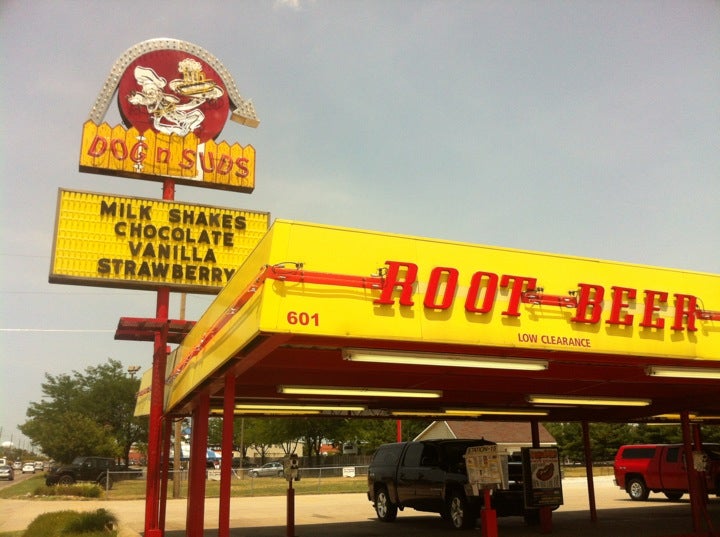 DOG n SUDS
MILK SHAKES
CHOCOLATE
VANILLA
STRAWBERRY
ROOT BEER
601
LOW CLEARANCE